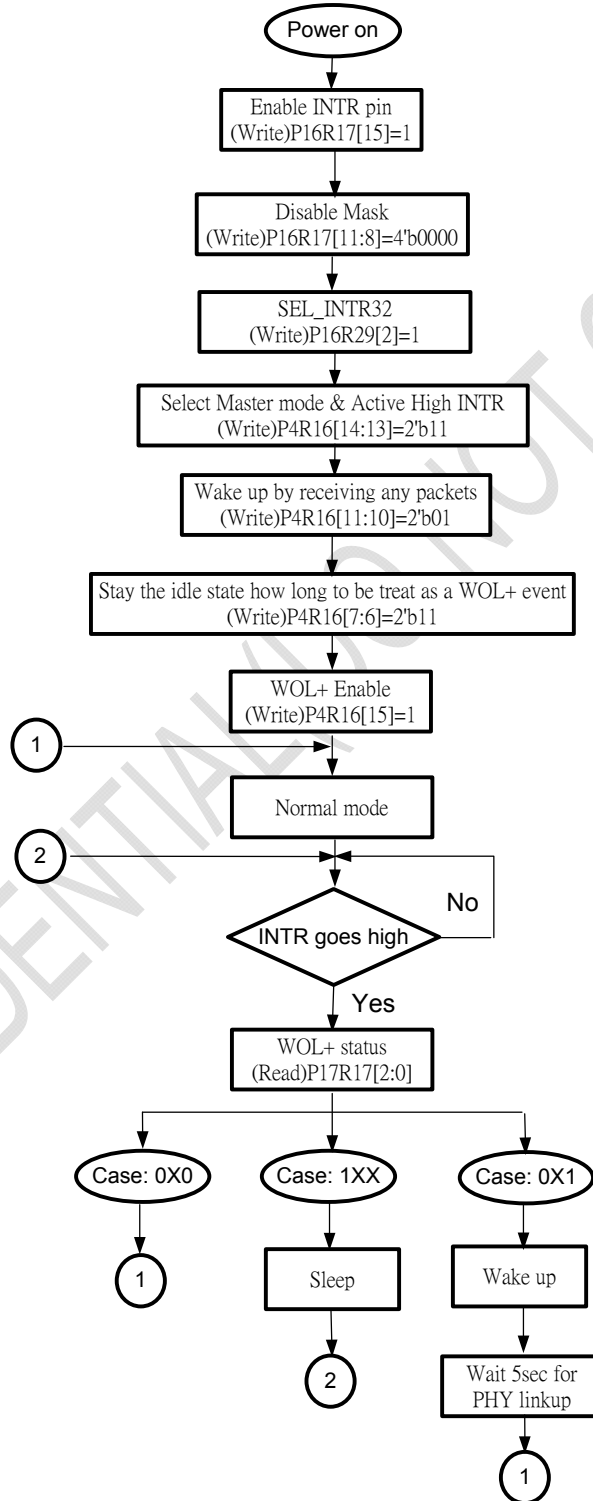 Power on
Enable INTR pin
(Write)P16R17[15]=1
Disable Mask
(Write)P16R17[11:8]=4'b0000
SEL_INTR32
(Write)P16R29[2]=1
Select Master mode & Active High INTR
(Write)P4R16[14:13]=2'b11
Wake up by receiving any packets
(Write)P4R16[11:10]=2'b01
Stay the idle state how long to be treat as a WOL+ event
(Write)P4R16[7:6]=2'b11
WOL+ Enable
(Write)P4R16[15]=1
1
Normal mode
2
No
INTR goes high
Yes
WOL+ status
(Read)P17R17[2:0]
Case: 0X0
Case: 1XX
Case: 0X1
1
Sleep
Wake up
2
Wait 5sec for
PHY linkup
1